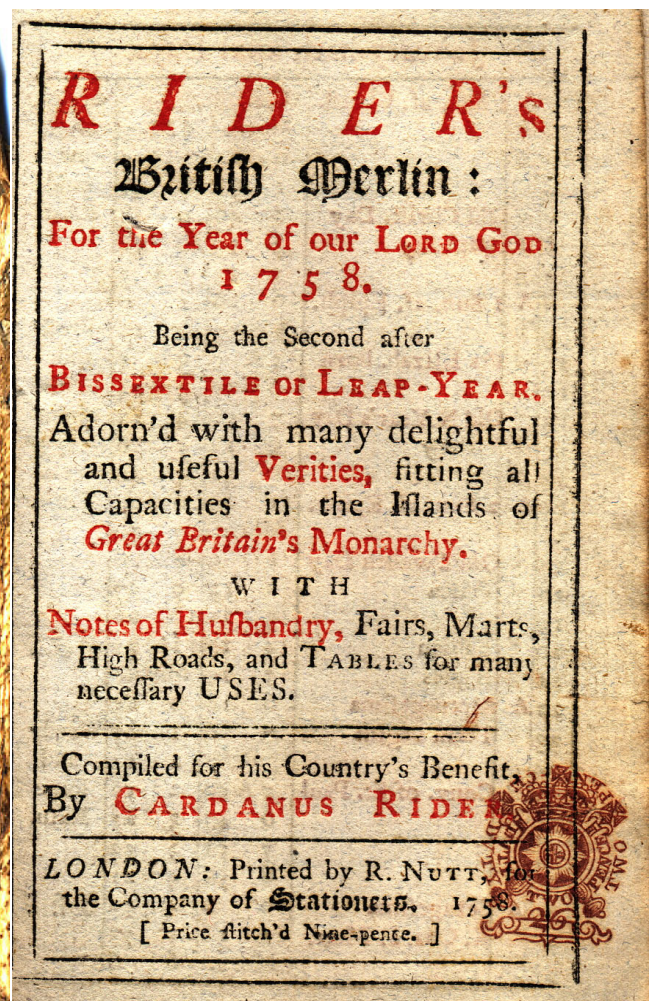 RIDER's
Britiſh Merlin:
For the Year of our LORD GOD
1758.
Being the Second after
BISSEXTILE or LEAP-YEAR.
Adorn'd with many delightful
and uſeful Verities, fitting all
Capacities in the Iſlands of
Great Britain's Monarchy.
WITH
Notes of Huſbandry, Fairs, Marts,
High Roads, and TABLES for many
neceſſary USES.
Compiled for his Country's Benefit,
By CARDANUS RIDER
LONDON: Printed by R. NUTT, for
the Company of Stationers. 1758.
[ Price ſtitch'd Nine-pence. ]
TWO PENCE